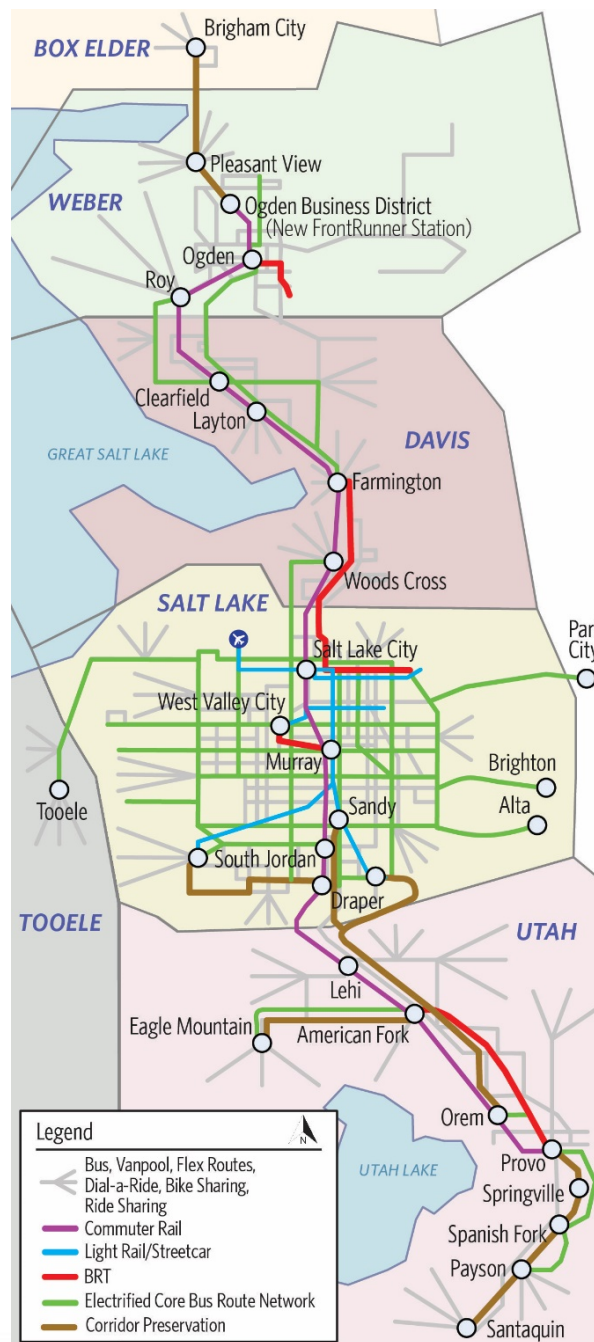 Brigham City
BOX ELDER
Pleasant View
WEBER
Ogden Business District
(New FrontRunner Station)
Ogden
Roy
Clearfield
Layton
GREAT SALT LAKE
DAVIS
Farmington
Woods Cross
SALT LAKE
Salt Lake City
Par
City
West Valley City
Murray
Brighton
Tooele
Sandy
Alta
South Jordan
Draper
TOOELE
UTAH
Lehi
Eagle Mountain
American Fork
Orem
Provo
UTAH LAKE
Springville
Spanish Fork
Payson
Santaquin
Legend
N
Bus, Vanpool, Flex Routes,
Dial-a-Ride, Bike Sharing,
Ride Sharing
Commuter Rail
Light Rail/Streetcar
BRT
Electrified Core Bus Route Network
Corridor Preservation